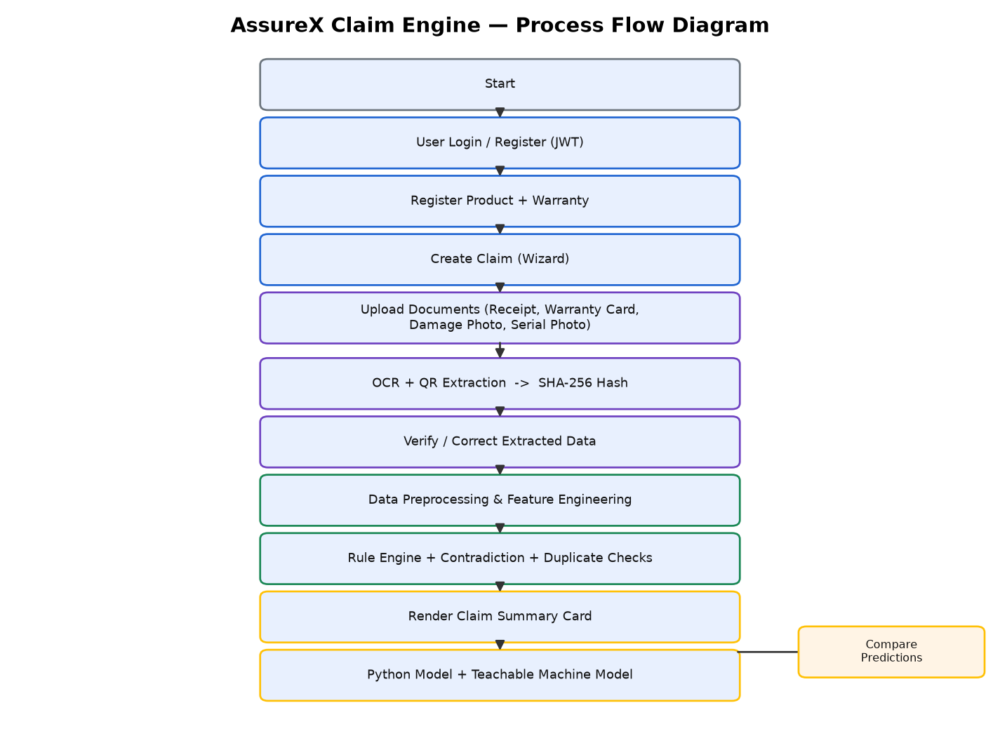 AssureX Claim Engine — Process Flow Diagram
Start
User Login / Register (JWT)
Register Product + Warranty
Create Claim (Wizard)
Upload Documents (Receipt, Warranty Card,
Damage Photo, Serial Photo)
OCR + QR Extraction  ->  SHA-256 Hash
Verify / Correct Extracted Data
Data Preprocessing & Feature Engineering
Rule Engine + Contradiction + Duplicate Checks
Render Claim Summary Card
Python Model + Teachable Machine Model
Compare
Predictions